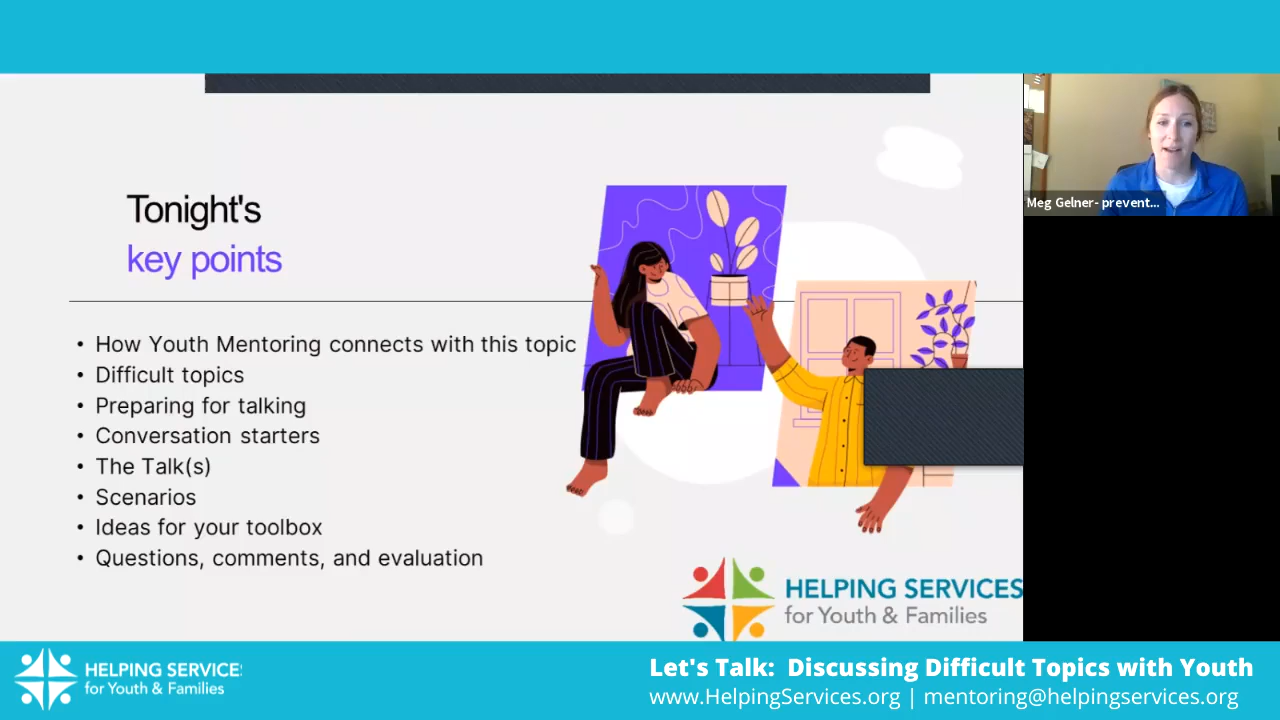 Tonight's
key points
• How Youth Mentoring connects with this topic
• Difficult topics
• Preparing for talking
• Conversation starters
• The Talk(s)
• Scenarios
• Ideas for your toolbox
• Questions, comments, and evaluation
HELPING SERVICES
for Youth & Families
Meg Gelner- prevent...
HELPING SERVICES
for Youth & Families
Let's Talk: Discussing Difficult Topics with Youth
www.HelpingServices.org | mentoring@helpingservices.org